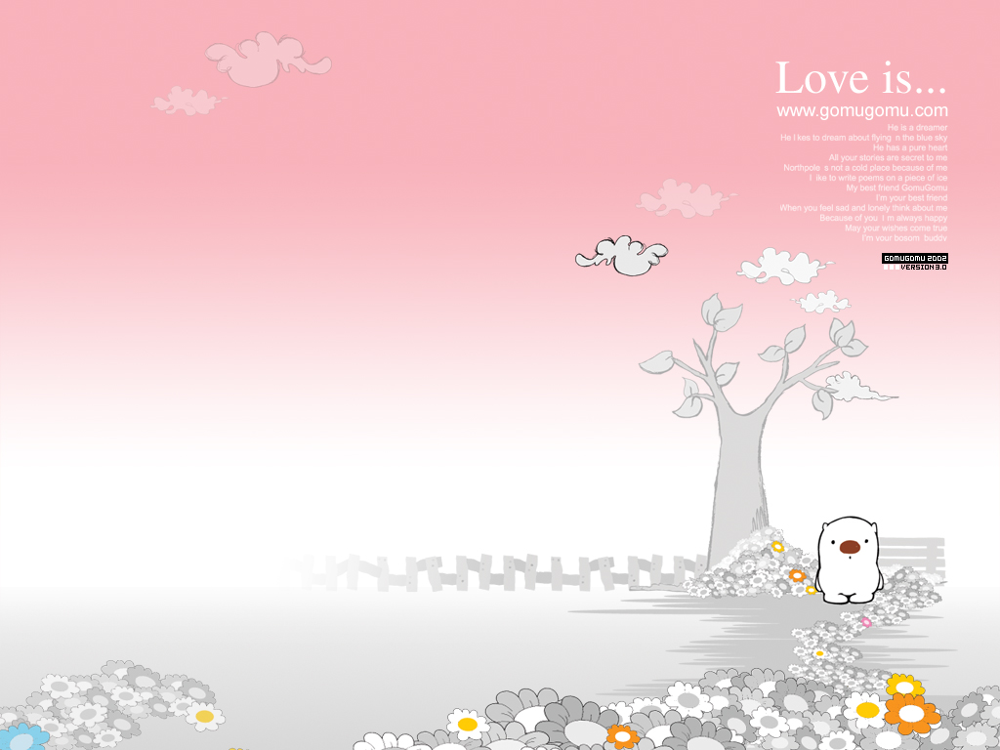 Love is...
www.gomugomu.com
He is a dreamer
He l kes to dream about flying n the blue sky
He has a pure heart
All your stories are secret to me
Northpole s not a cold place because of me
I ike to write poems on a piece of ice
My best friend GomuGomu
I'm your best friend
When you feel sad and lonely think about me
Because of you I m always happy
May your wishes come true
I'm your bosom buddy
GOMUGOMU 2002
VERSION 3.0